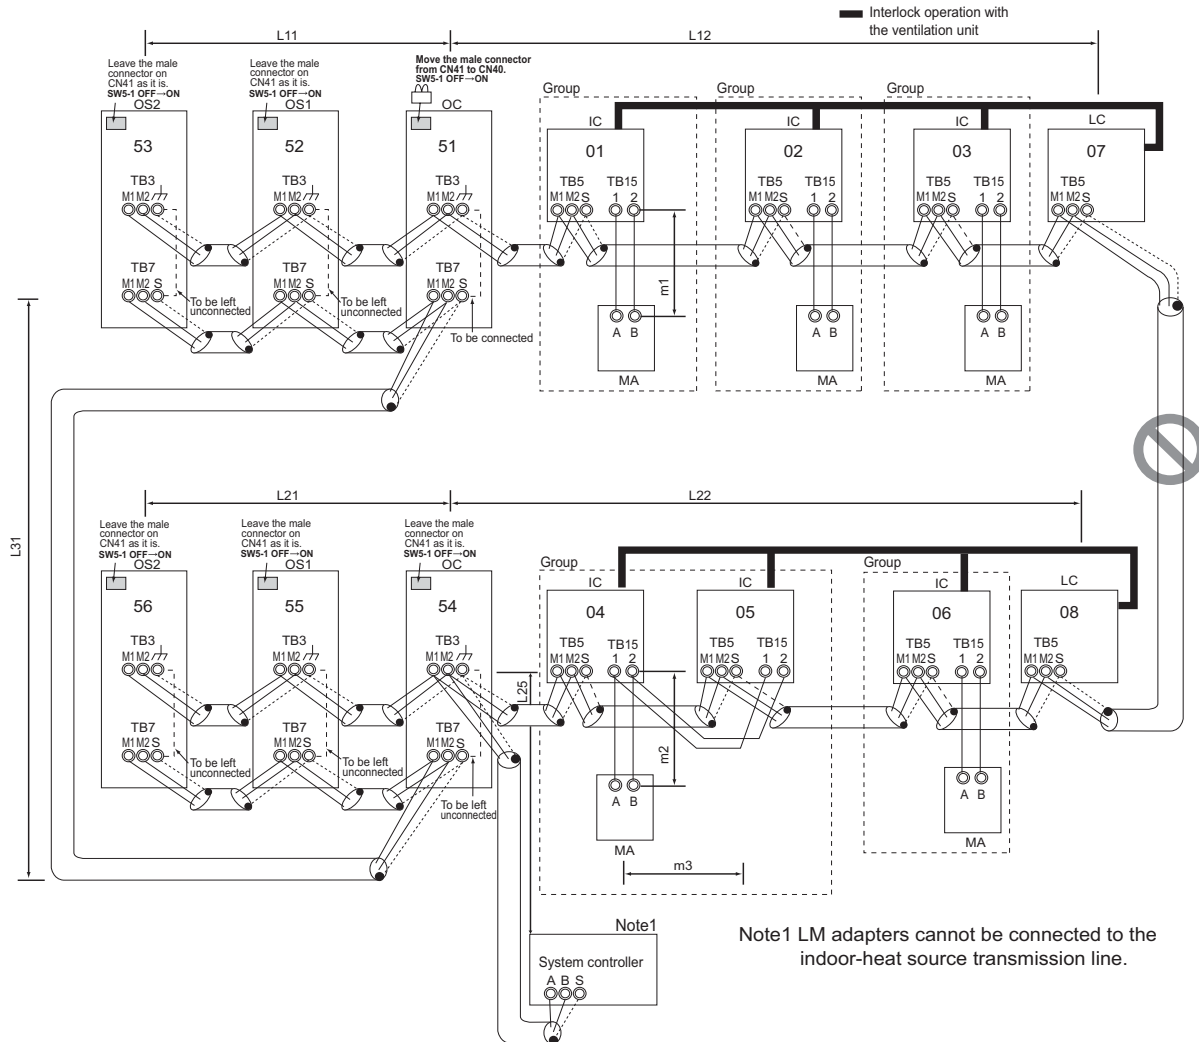 Interlock operation with
the ventilation unit
L11
L12
Leave the male
connector on
CN41 as it is.
SW5-1 OFF→ON
OS2
Leave the male
connector on
CN41 as it is.
SW5-1 OFF→ON
OS1
Move the male connector
from CN41 to CN40.
SW5-1 OFF→ON
OC
Group
Group
Group
IC
IC
IC
LC
53
52
51
01
02
03
07
TB3
M1 M2
TB3
M1 M2
TB3
M1 M2
TB5
M1 M2 S
TB15
1 2
TB5
M1 M2 S
TB15
1 2
TB5
M1 M2 S
TB15
1 2
TB5
M1 M2 S
TB7
M1 M2 S
TB7
M1 M2 S
TB7
M1 M2 S
To be left
unconnected
To be left
unconnected
To be connected
m1
A B
MA
A B
MA
A B
MA
L31
L21
L22
Leave the male
connector on
CN41 as it is.
SW5-1 OFF→ON
OS2
Leave the male
connector on
CN41 as it is.
SW5-1 OFF→ON
OS1
Leave the male
connector on
CN41 as it is.
SW5-1 OFF→ON
OC
Group
Group
IC
IC
IC
LC
56
55
54
04
05
06
08
TB3
M1 M2
TB3
M1 M2
TB3
M1 M2
TB5
M1 M2 S
TB15
1 2
TB5
M1 M2 S
TB15
1 2
TB5
M1 M2 S
TB15
1 2
TB5
M1 M2 S
L25
TB7
M1 M2 S
TB7
M1 M2 S
TB7
M1 M2 S
To be left
unconnected
To be left
unconnected
To be left
unconnected
m2
A B
MA
A B
MA
m3
Note1
System controller
A B S
Note1 LM adapters cannot be connected to the
indoor-heat source transmission line.